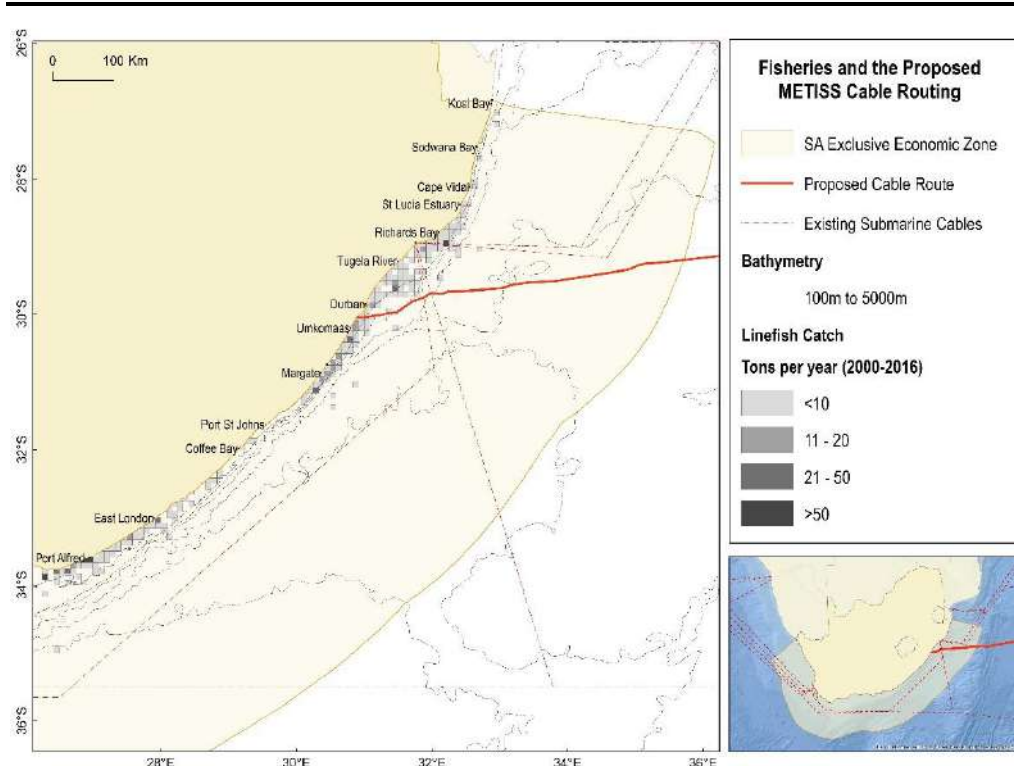 26°S
28°S
30°S
32°S
34°S
36°S
0 100 Km
Kosi Bay
Sodwana Bay
Cape Vidal
St Lucia Estuary
Richards Bay
Tugela River
Durban
Umkomaas
Margate
Port St Johns
Coffee Bay
East London
Port Alfred
28°E
30°E
32°E
34°E
36°E
Fisheries and the Proposed
METISS Cable Routing
SA Exclusive Economic Zone
Proposed Cable Route
Existing Submarine Cables
Bathymetry
100m to 5000m
Linefish Catch
Tons per year (2000-2016)
<10
11 - 20
21 - 50
>50